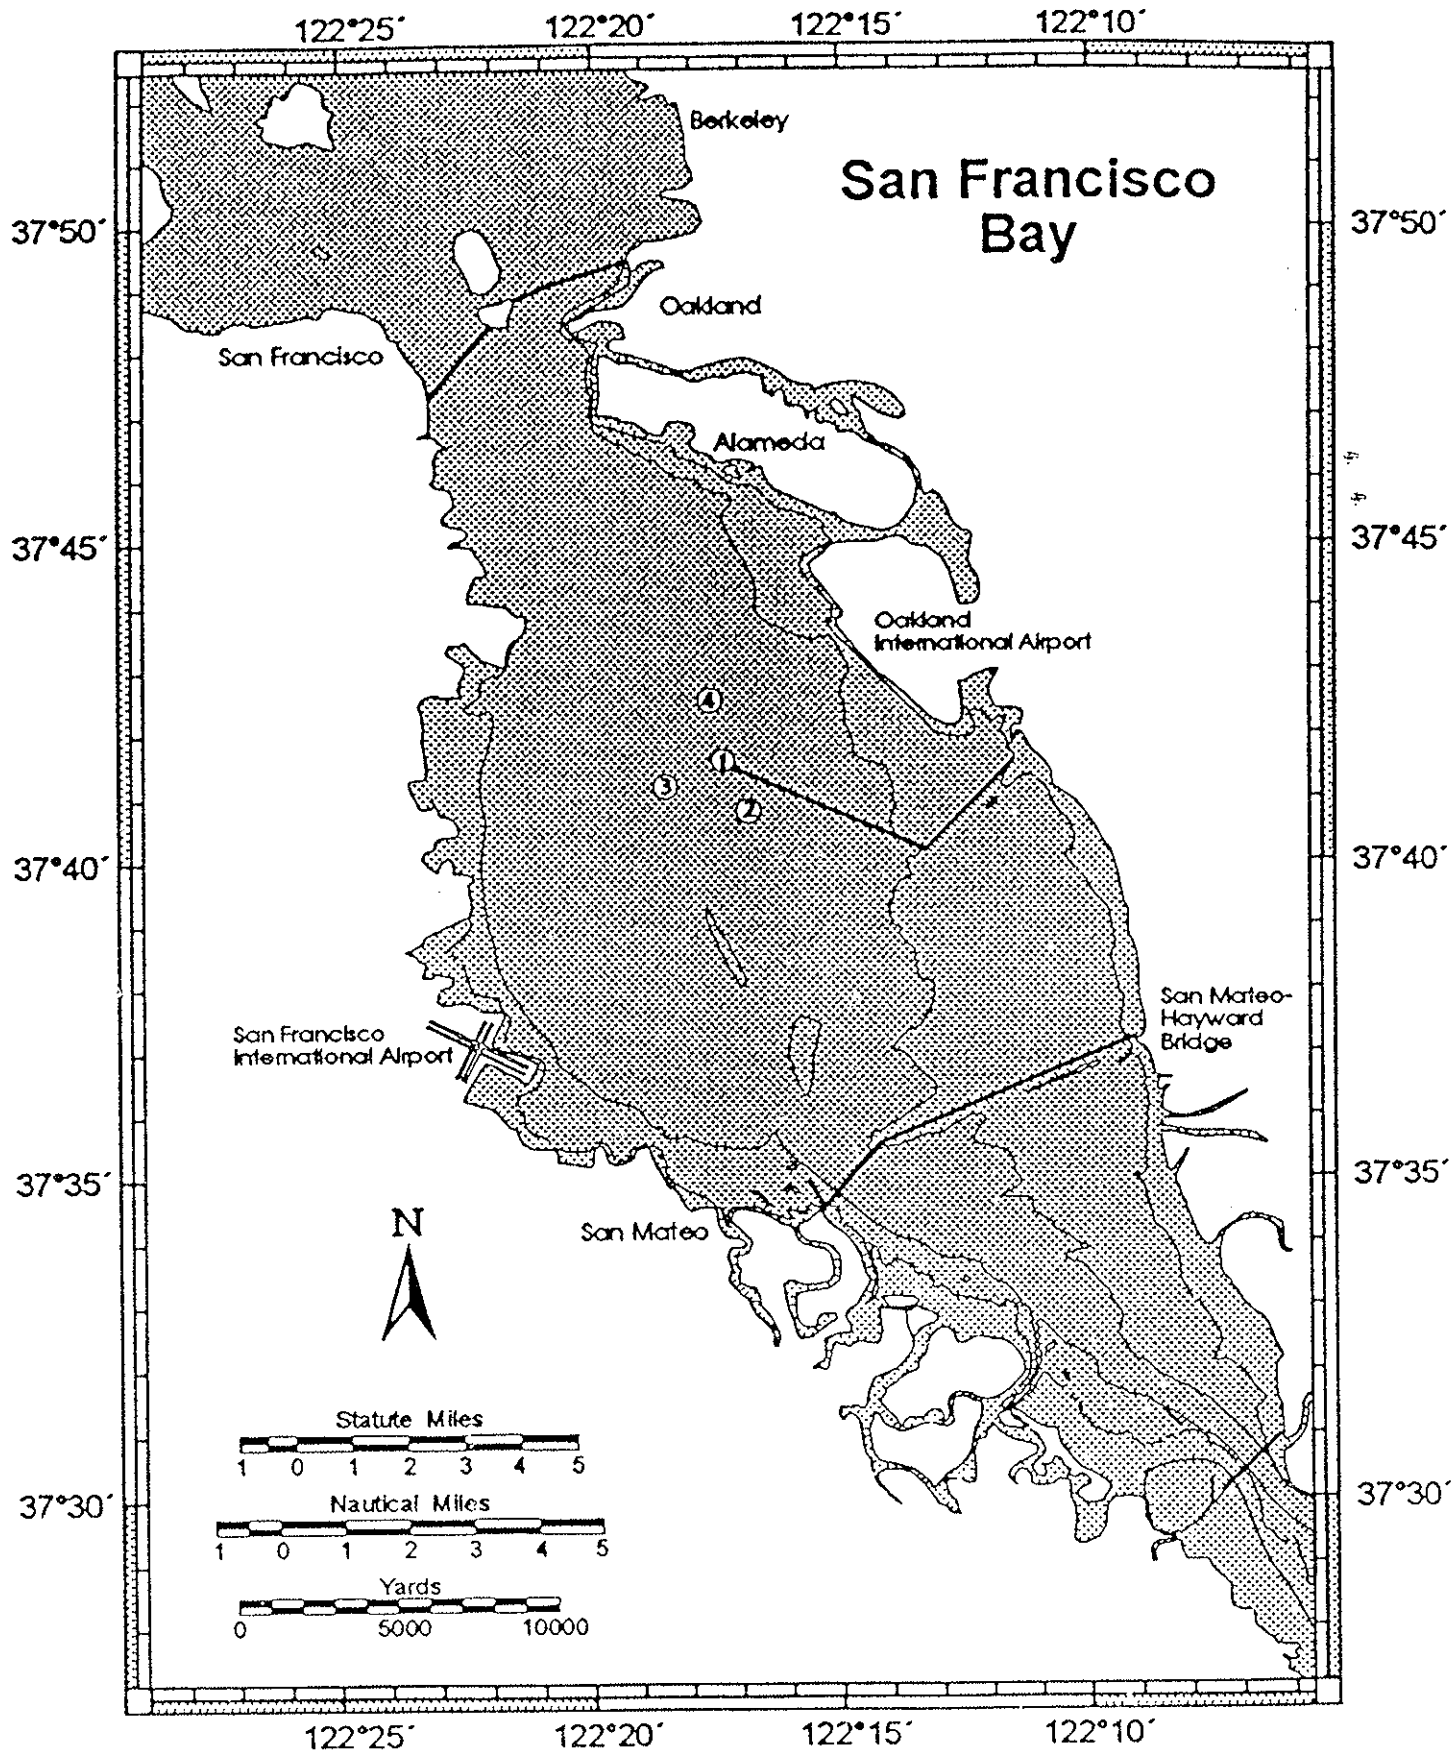 122°25´ 122°20´ 122°15´ 122°10´
Berkeley
San Francisco
Bay
37°50´ 37°50´
Oakland
San Francisco
Alameda
37°45´ 37°45´
Oakland
International Airport
4
1
3
2
37°40´ 37°40´
San Mateo-
Hayward
Bridge
San Francisco
International Airport
37°35´ 37°35´
N
San Mateo
Statute Miles
1 0 1 2 3 4 5
Nautical Miles
37°30´ 37°30´
1 0 1 2 3 4 5
Yards
0 5000 10000
122°25´ 122°20´ 122°15´ 122°10´